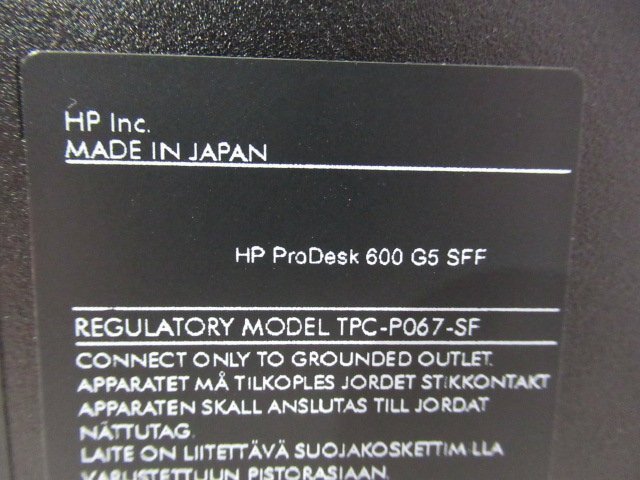 HP Inc.
MADE IN JAPAN
HP ProDesk 600 G5 SFF
REGULATORY MODEL TPC-P067-SF
CONNECT ONLY TO GROUNDED OUTLET.
APPARATET MÅ TILKOPLES JORDET STIKKONTAKT
APPARATEN SKALL ANSLUTAS TILL JORDAT
NÄTTUTAG.
LAITE ON LIITETTÄVÄ SUOJAKOSKETTIMILLA
VARUSTETTUUN PISTORASIAAN.